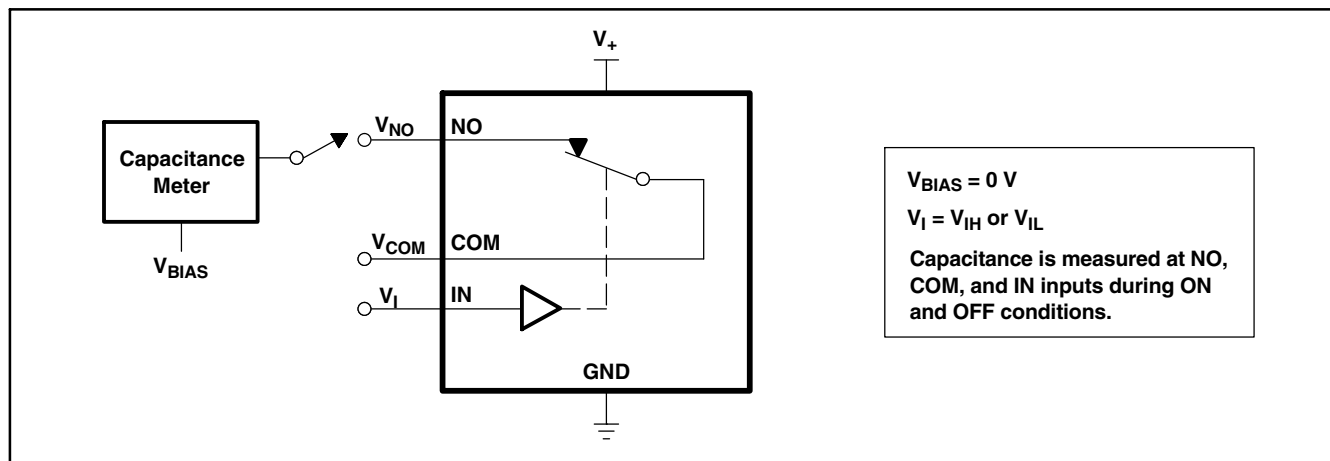 V+
Capacitance
Meter
VBIAS
VNO
NO
VCOM
COM
VI
IN
GND
VBIAS = 0 V
VI = VIH or VIL
Capacitance is measured at NO,
COM, and IN inputs during ON
and OFF conditions.